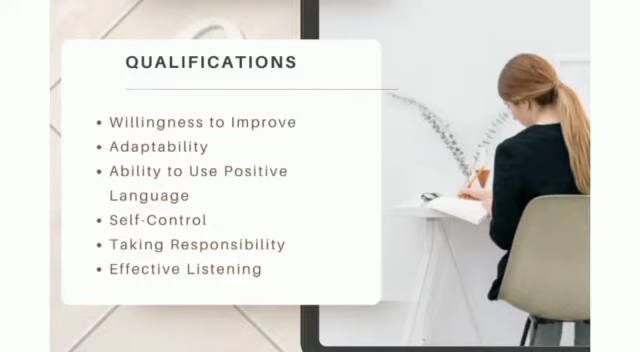 QUALIFICATIONS
• Willingness to Improve
• Adaptability
• Ability to Use Positive
Language
• Self-Control
• Taking Responsibility
• Effective Listening